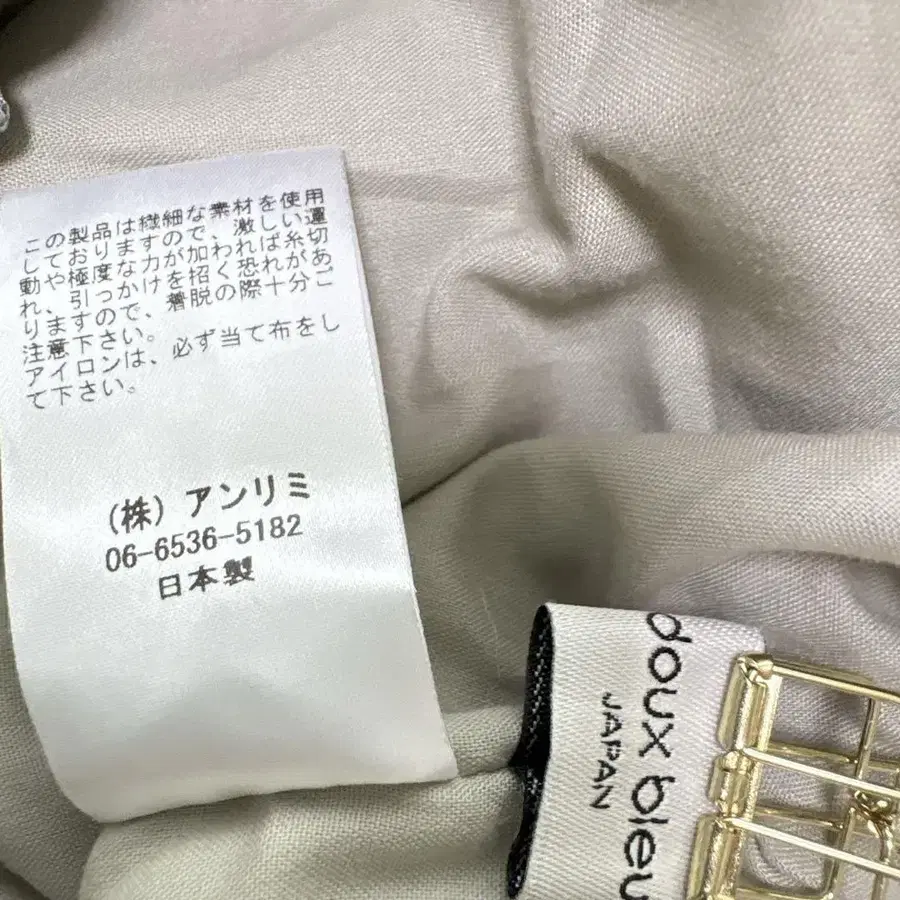 この製品は繊細な素材を使用
しておりますので、激しい運
動や極度な力が加われば糸切
れ、引っかけを招く恐れがあ
りますので、着脱の際十分ご
注意下さい。
アイロンは、必ず当て布をし
て下さい。
(株)アンリミ
06-6536-5182
日本製
doux bleu
JAPAN